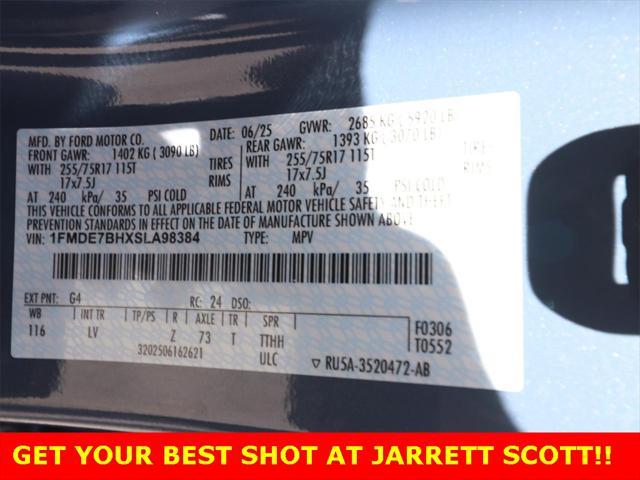 MFD. BY FORD MOTOR CO.
DATE: 06/25 GVWR: 2685 KG ( 5920 LB)
FRONT GAWR: 1402 KG ( 3090 LB)
REAR GAWR: 1393 KG ( 3070 LB)
WITH 255/75R17 115T TIRES
WITH 255/75R17 115T TIRES
17x7.5J RIMS
17x7.5J RIMS
AT 240 kPa/ 35 PSI COLD
AT 240 kPa/ 35 PSI COLD
THIS VEHICLE CONFORMS TO ALL APPLICABLE FEDERAL MOTOR VEHICLE SAFETY AND THEFT
PREVENTION STANDARDS IN EFFECT ON THE DATE OF MANUFACTURE SHOWN ABOVE.
VIN: 1FMDE7BHXSLA98384 TYPE: MPV
EXT PNT: G4 RC: 24 DSO:
WB INT TR TP/PS R AXLE TR SPR
116 LV Z 73 T TTHH
F0306
T0552
3202506162621 ULC
RU5A-3520472-AB
GET YOUR BEST SHOT AT JARRETT SCOTT!!